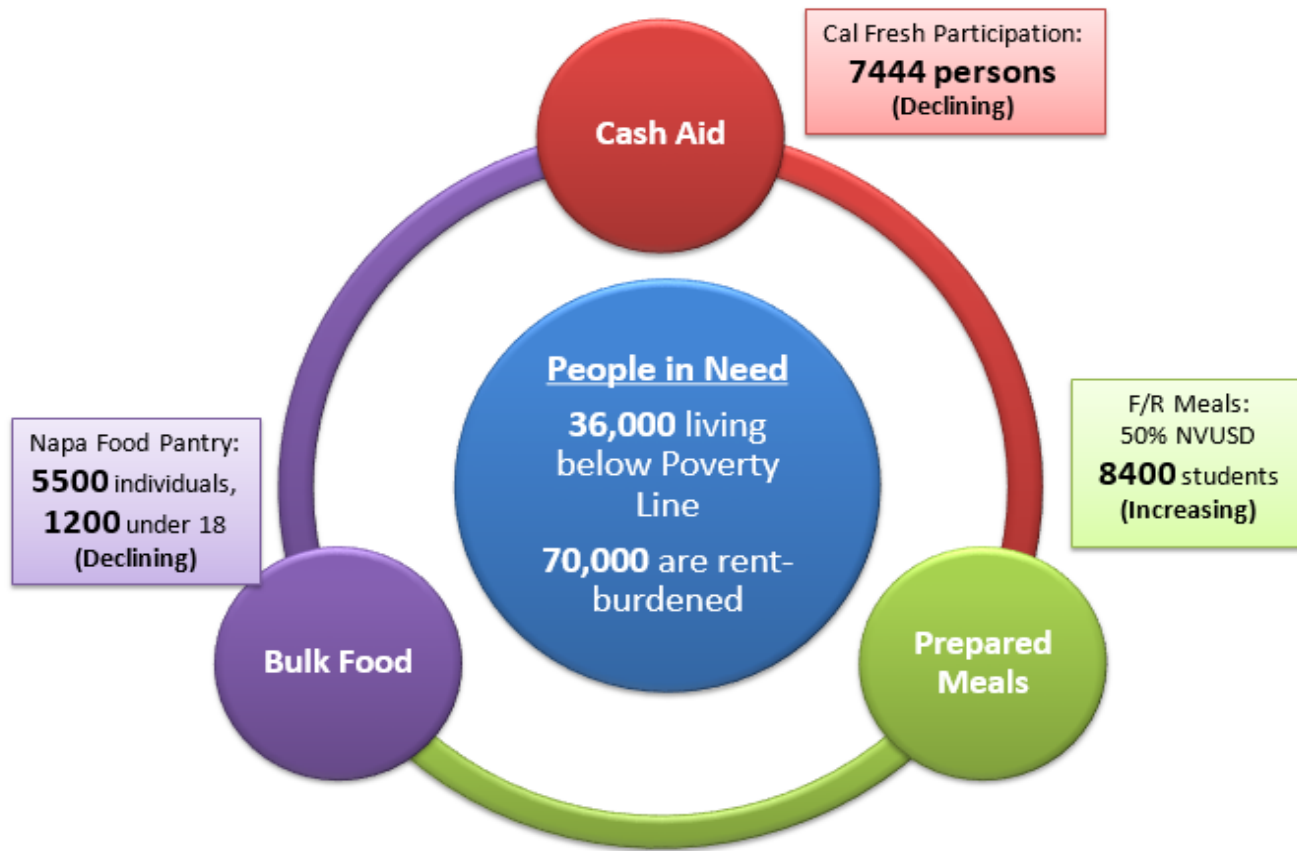 Cal Fresh Participation:
7444 persons
(Declining)
Cash Aid
People in Need
36,000 living
below Poverty
Line
70,000 are rent-
burdened
Napa Food Pantry:
5500 individuals,
1200 under 18
(Declining)
F/R Meals:
50% NVUSD
8400 students
(Increasing)
Bulk Food
Prepared
Meals